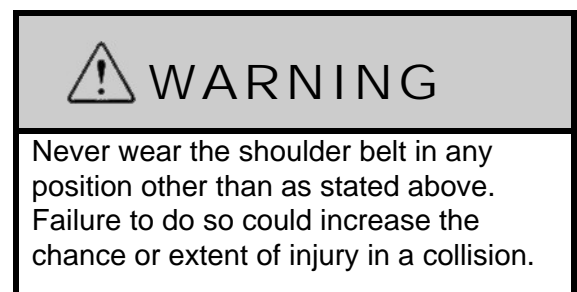 WARNING
Never wear the shoulder belt in any
position other than as stated above.
Failure to do so could increase the
chance or extent of injury in a collision.